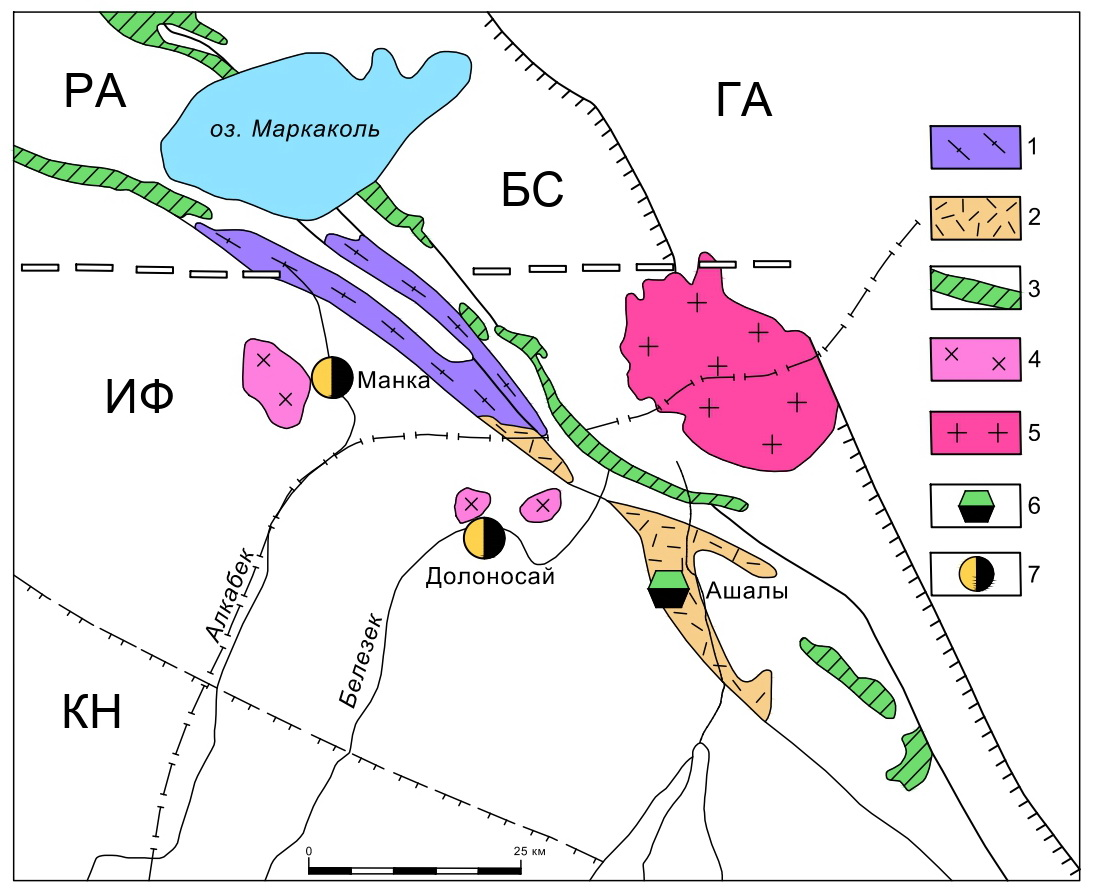 РА
ГА
оз. Маркаколь
БС
1
2
3
4
5
6
7
ИФ
Манка
Долоносай
Ашалы
Алкабек
Белезек
КН
0
25 км